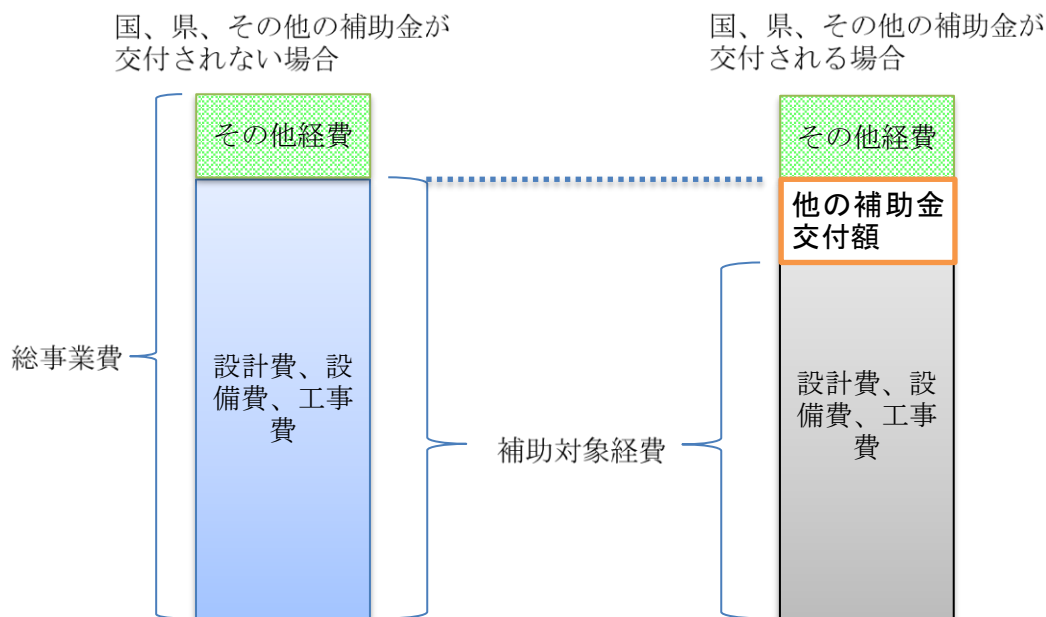 国、県、その他の補助金が
交付されない場合
国、県、その他の補助金が
交付される場合
その他経費
その他経費
他の補助金
交付額
総事業費
設計費、設
備費、工事
費
設計費、設
備費、工事
費
補助対象経費